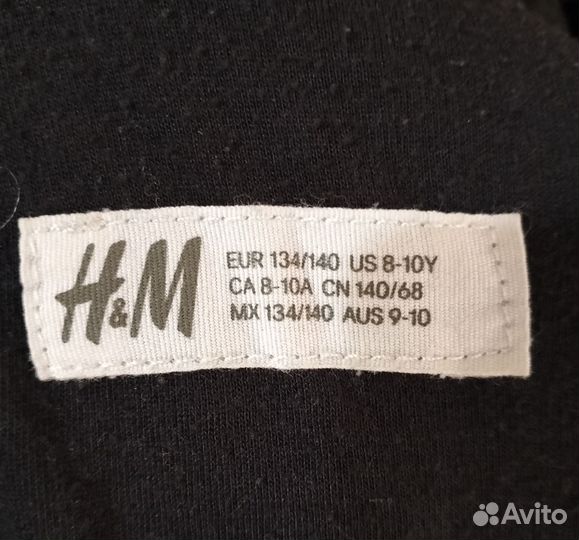 H&M
EUR 134/140 US 8-10Y
CA 8-10A CN 140/68
MX 134/140 AUS 9-10
Avito